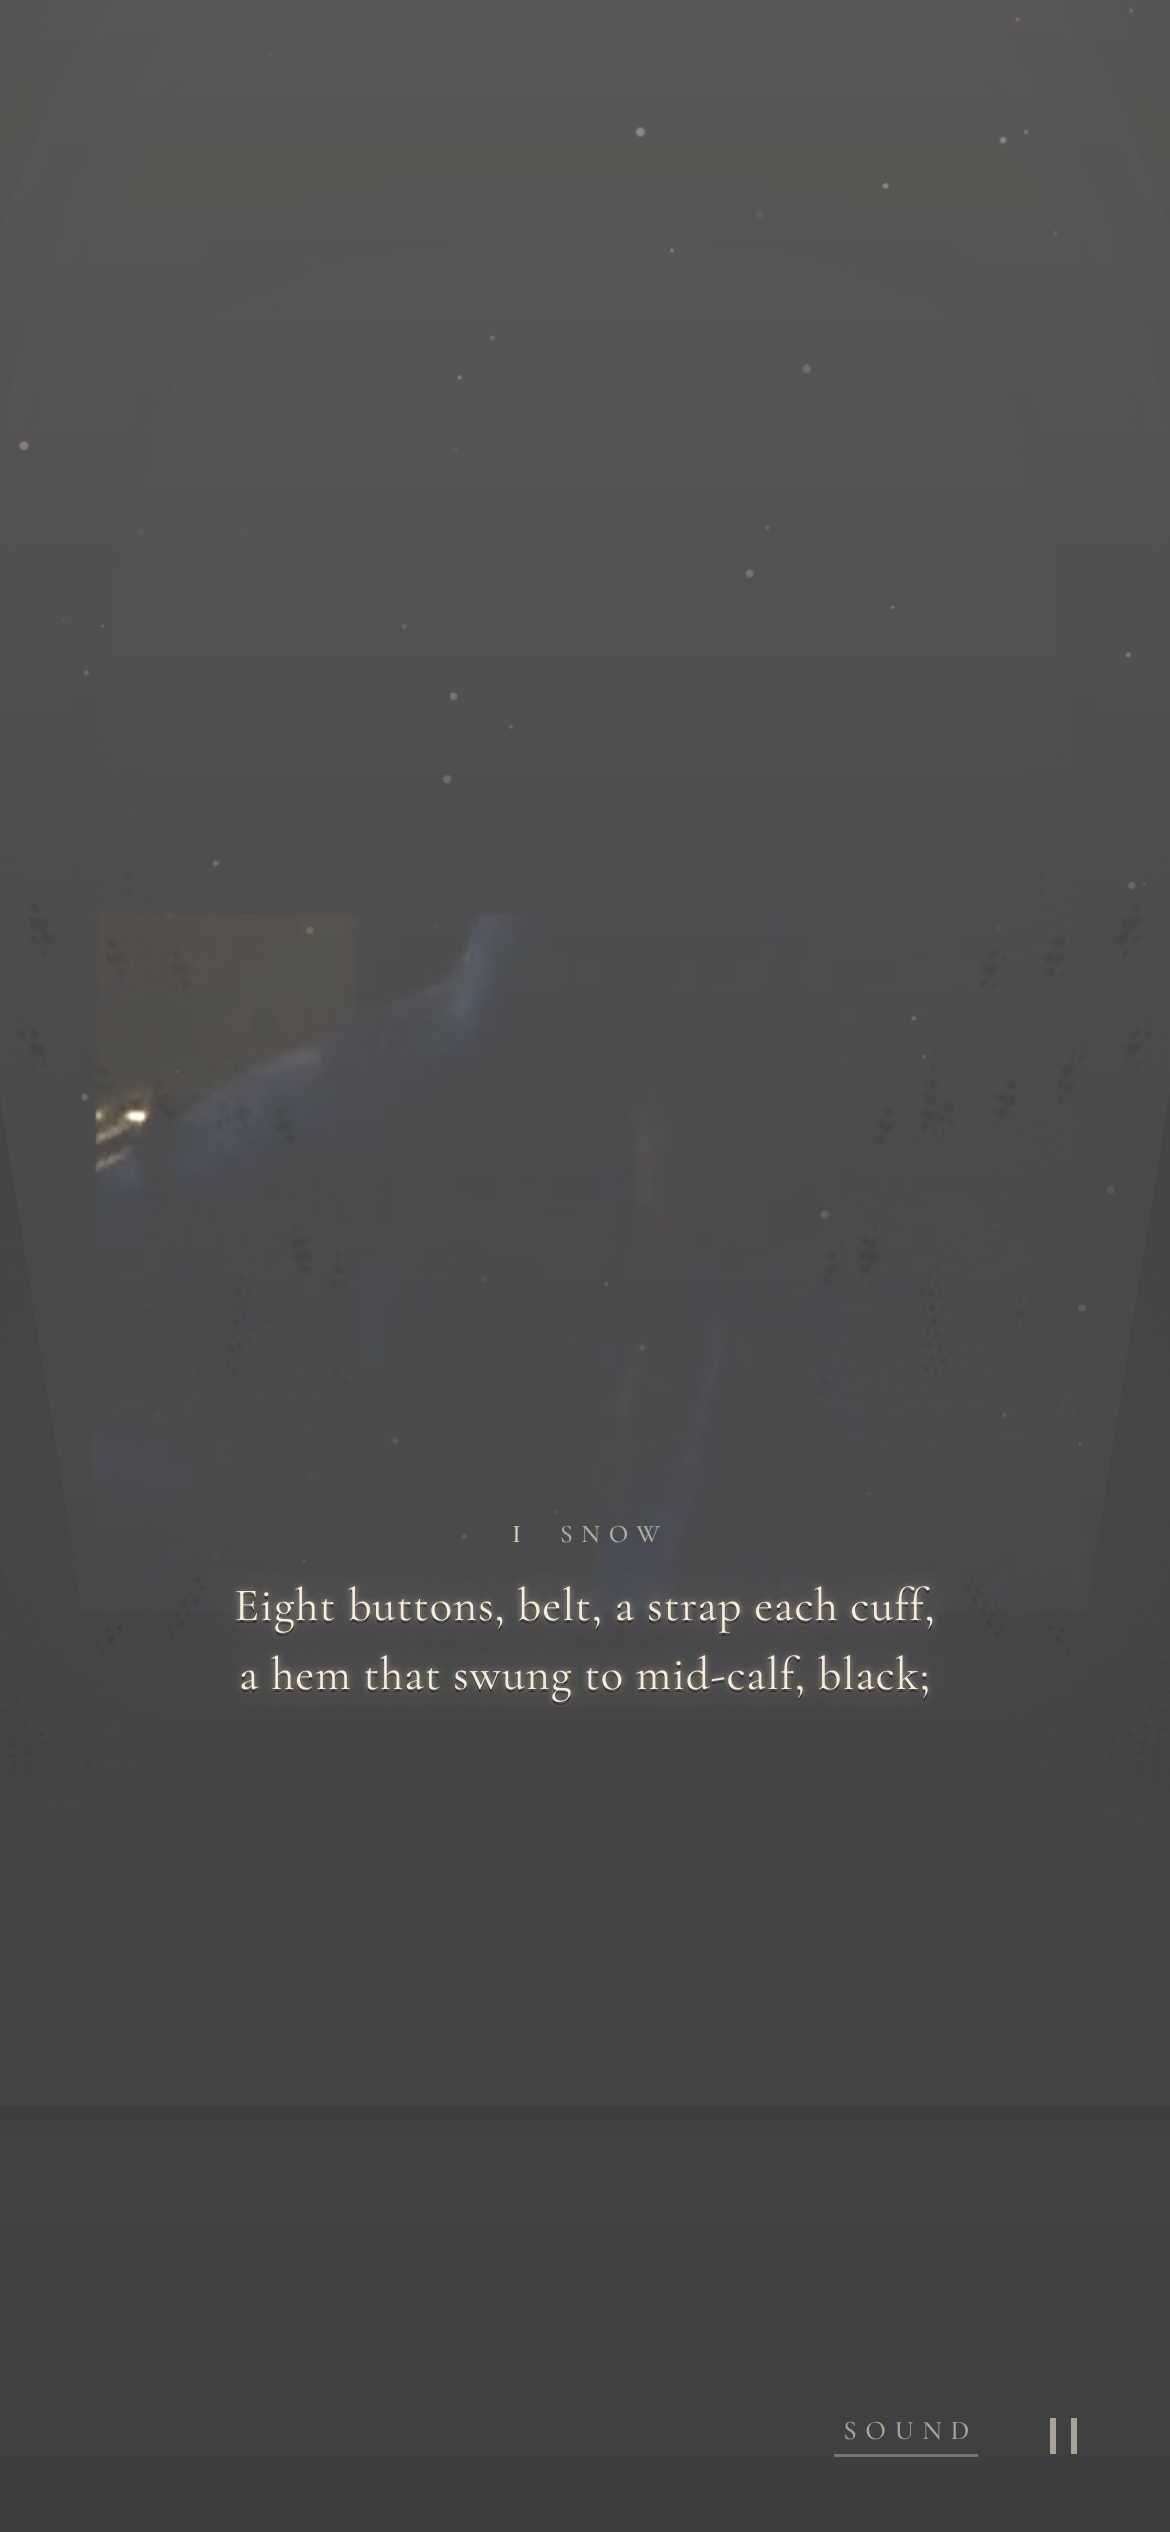 I SNOW
Eight buttons, belt, a strap each cuff,
a hem that swung to mid-calf, black;
SOUND